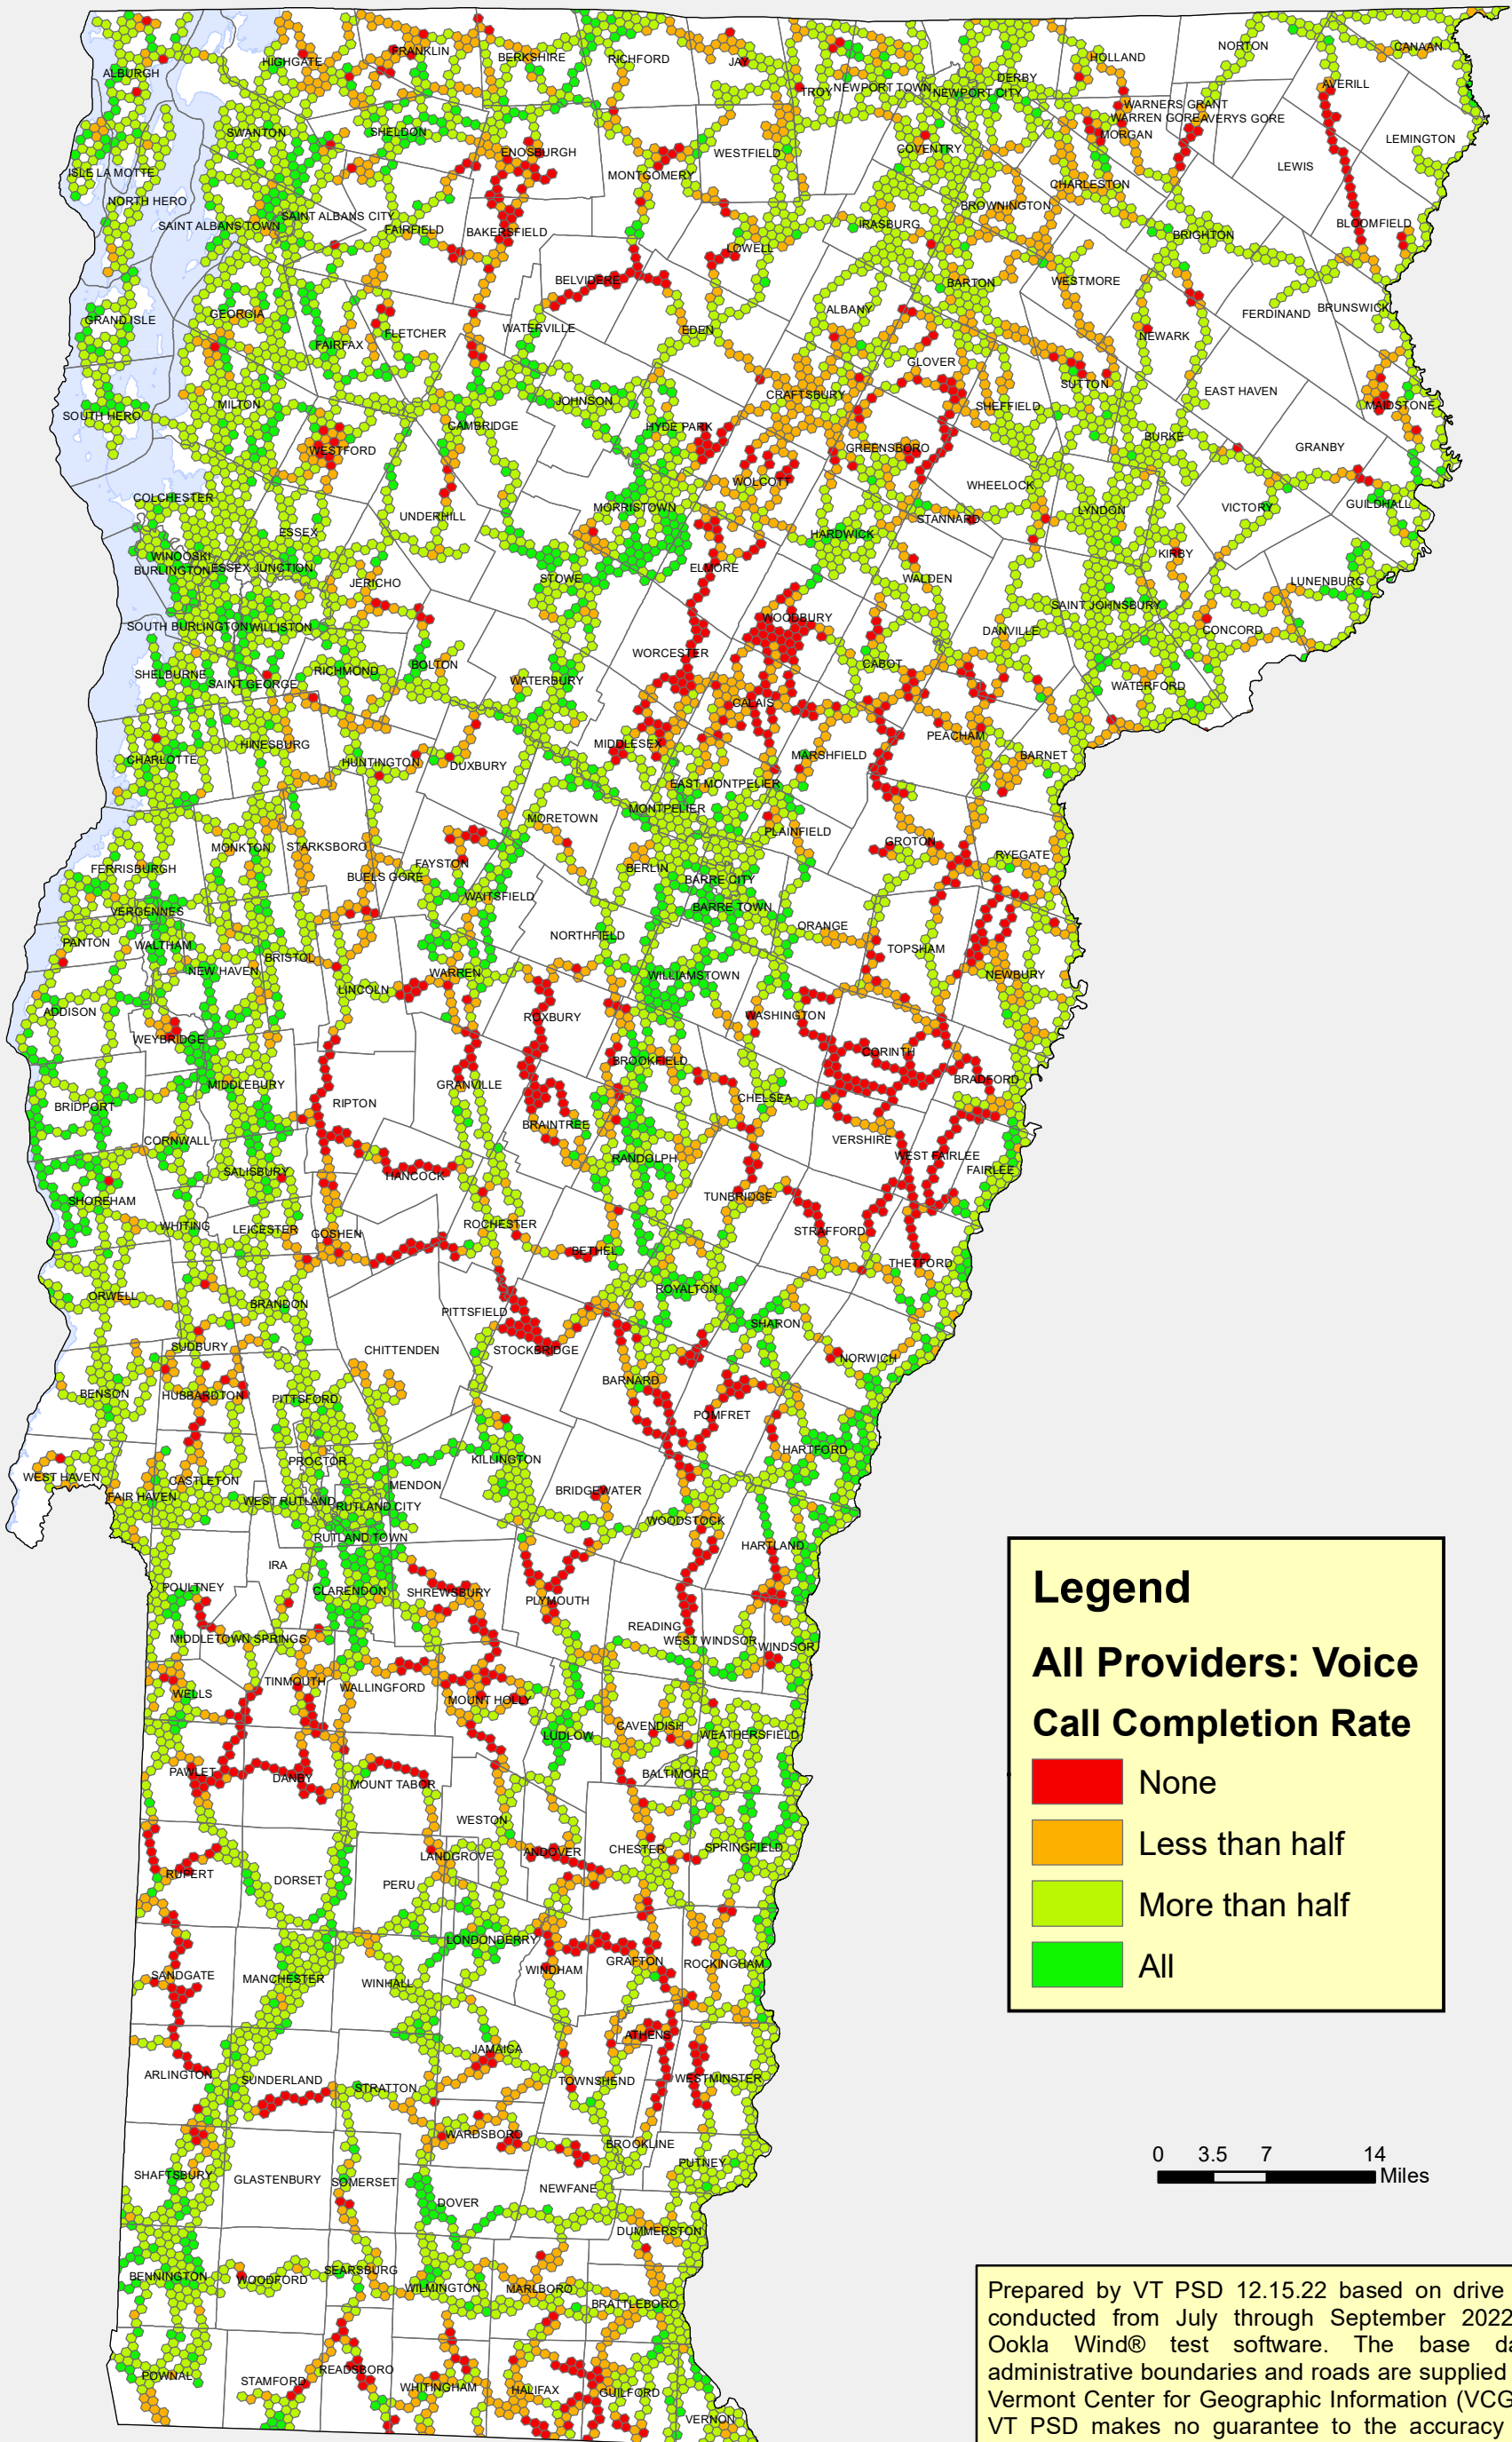 FRANKLIN
BERKSHIRE
RICHFORD
JAY
HIGHGATE
ALBURGH
HOLLAND
NORTON
CANAAN
DERBY
TROY
NEWPORT TOWN
NEWPORT CITY
AVERILL
WARNERS GRANT
WARREN GORE
AVERYS GORE
MORGAN
LEMINGTON
SWANTON
SHELDON
ENOSBURGH
WESTFIELD
COVENTRY
LEWIS
ISLE LA MOTTE
MONTGOMERY
CHARLESTON
NORTH HERO
SAINT ALBANS CITY
SAINT ALBANS TOWN
FAIRFIELD
BAKERSFIELD
BROWNINGTON
IRASBURG
BLOOMFIELD
BRIGHTON
LOWELL
BELVIDERE
BARTON
WESTMORE
GRAND ISLE
GEORGIA
FLETCHER
WATERVILLE
EDEN
ALBANY
FERDINAND
BRUNSWICK
NEWARK
FAIRFAX
GLOVER
SUTTON
EAST HAVEN
CRAFTSBURY
JOHNSON
SHEFFIELD
MAIDSTONE
SOUTH HERO
MILTON
CAMBRIDGE
HYDE PARK
BURKE
GRANBY
WESTFORD
GREENSBORO
WOLCOTT
WHEELOCK
COLCHESTER
MORRISTOWN
UNDERHILL
STANNARD
LYNDON
VICTORY
GUILDHALL
ESSEX
HARDWICK
WINOOSKI
BURLINGTON
ESSEX JUNCTION
KIRBY
JERICHO
STOWE
ELMORE
WALDEN
LUNENBURG
SAINT JOHNSBURY
SOUTH BURLINGTON
WILLISTON
WOODBURY
DANVILLE
CONCORD
WORCESTER
CABOT
SHELBURNE
SAINT GEORGE
RICHMOND
BOLTON
WATERBURY
WATERFORD
CALAIS
HINESBURG
MIDDLESEX
PEACHAM
CHARLOTTE
HUNTINGTON
DUXBURY
MARSHFIELD
BARNET
EAST MONTPELIER
MONTPELIER
MORETOWN
PLAINFIELD
MONKTON
STARKSBORO
GROTON
RYEGATE
FERRISBURGH
FAYSTON
BERLIN
BUELS GORE
BARRE CITY
WAITSFIELD
BARRE TOWN
VERGENNES
ORANGE
PANTON
WALTHAM
NORTHFIELD
TOPSHAM
BRISTOL
NEW HAVEN
WARREN
WILLIAMSTOWN
NEWBURY
LINCOLN
ADDISON
ROXBURY
WASHINGTON
WEYBRIDGE
CORINTH
BROOKFIELD
MIDDLEBURY
GRANVILLE
BRADFORD
BRIDPORT
RIPTON
CHELSEA
BRAINTREE
CORNWALL
VERSHIRE
RANDOLPH
WEST FAIRLEE
FAIRLEE
SALISBURY
HANCOCK
SHOREHAM
TUNBRIDGE
WHITING
LEICESTER
GOSHEN
ROCHESTER
STRAFFORD
BETHEL
THETFORD
ROYALTON
ORWELL
BRANDON
PITTSFIELD
SHARON
SUDBURY
CHITTENDEN
STOCKBRIDGE
NORWICH
BARNARD
BENSON
HUBBARDTON
PITTSFORD
POMFRET
HARTFORD
PROCTOR
KILLINGTON
WEST HAVEN
CASTLETON
MENDON
BRIDGEWATER
FAIR HAVEN
WEST RUTLAND
RUTLAND CITY
WOODSTOCK
RUTLAND TOWN
HARTLAND
IRA
POULTNEY
CLARENDON
SHREWSBURY
PLYMOUTH
READING
MIDDLETOWN SPRINGS
WEST WINDSOR
WINDSOR
TINMOUTH
WALLINGFORD
WELLS
MOUNT HOLLY
CAVENDISH
LUDLOW
WEATHERSFIELD
PAWLET
DANBY
MOUNT TABOR
BALTIMORE
WESTON
ANDOVER
CHESTER
SPRINGFIELD
LANDGROVE
RUPERT
DORSET
PERU
LONDONDERRY
SANDGATE
MANCHESTER
WINHALL
WINDHAM
GRAFTON
ROCKINGHAM
ATHENS
JAMAICA
ARLINGTON
SUNDERLAND
STRATTON
TOWNSHEND
WESTMINSTER
WARDSBORO
BROOKLINE
SHAFTSBURY
GLASTENBURY
SOMERSET
PUTNEY
NEWFANE
DOVER
DUMMERSTON
BENNINGTON
WOODFORD
SEARSBURG
WILMINGTON
MARLBORO
BRATTLEBORO
POWNAL
STAMFORD
READSBORO
WHITINGHAM
HALIFAX
GUILFORD
VERNON
Legend
All Providers: Voice
Call Completion Rate
None
Less than half
More than half
All
0 3.5 7 14
Miles
Prepared by VT PSD 12.15.22 based on drive
conducted from July through September 2022
Ookla Wind® test software. The base da
administrative boundaries and roads are supplied
Vermont Center for Geographic Information (VCG
VT PSD makes no guarantee to the accuracy